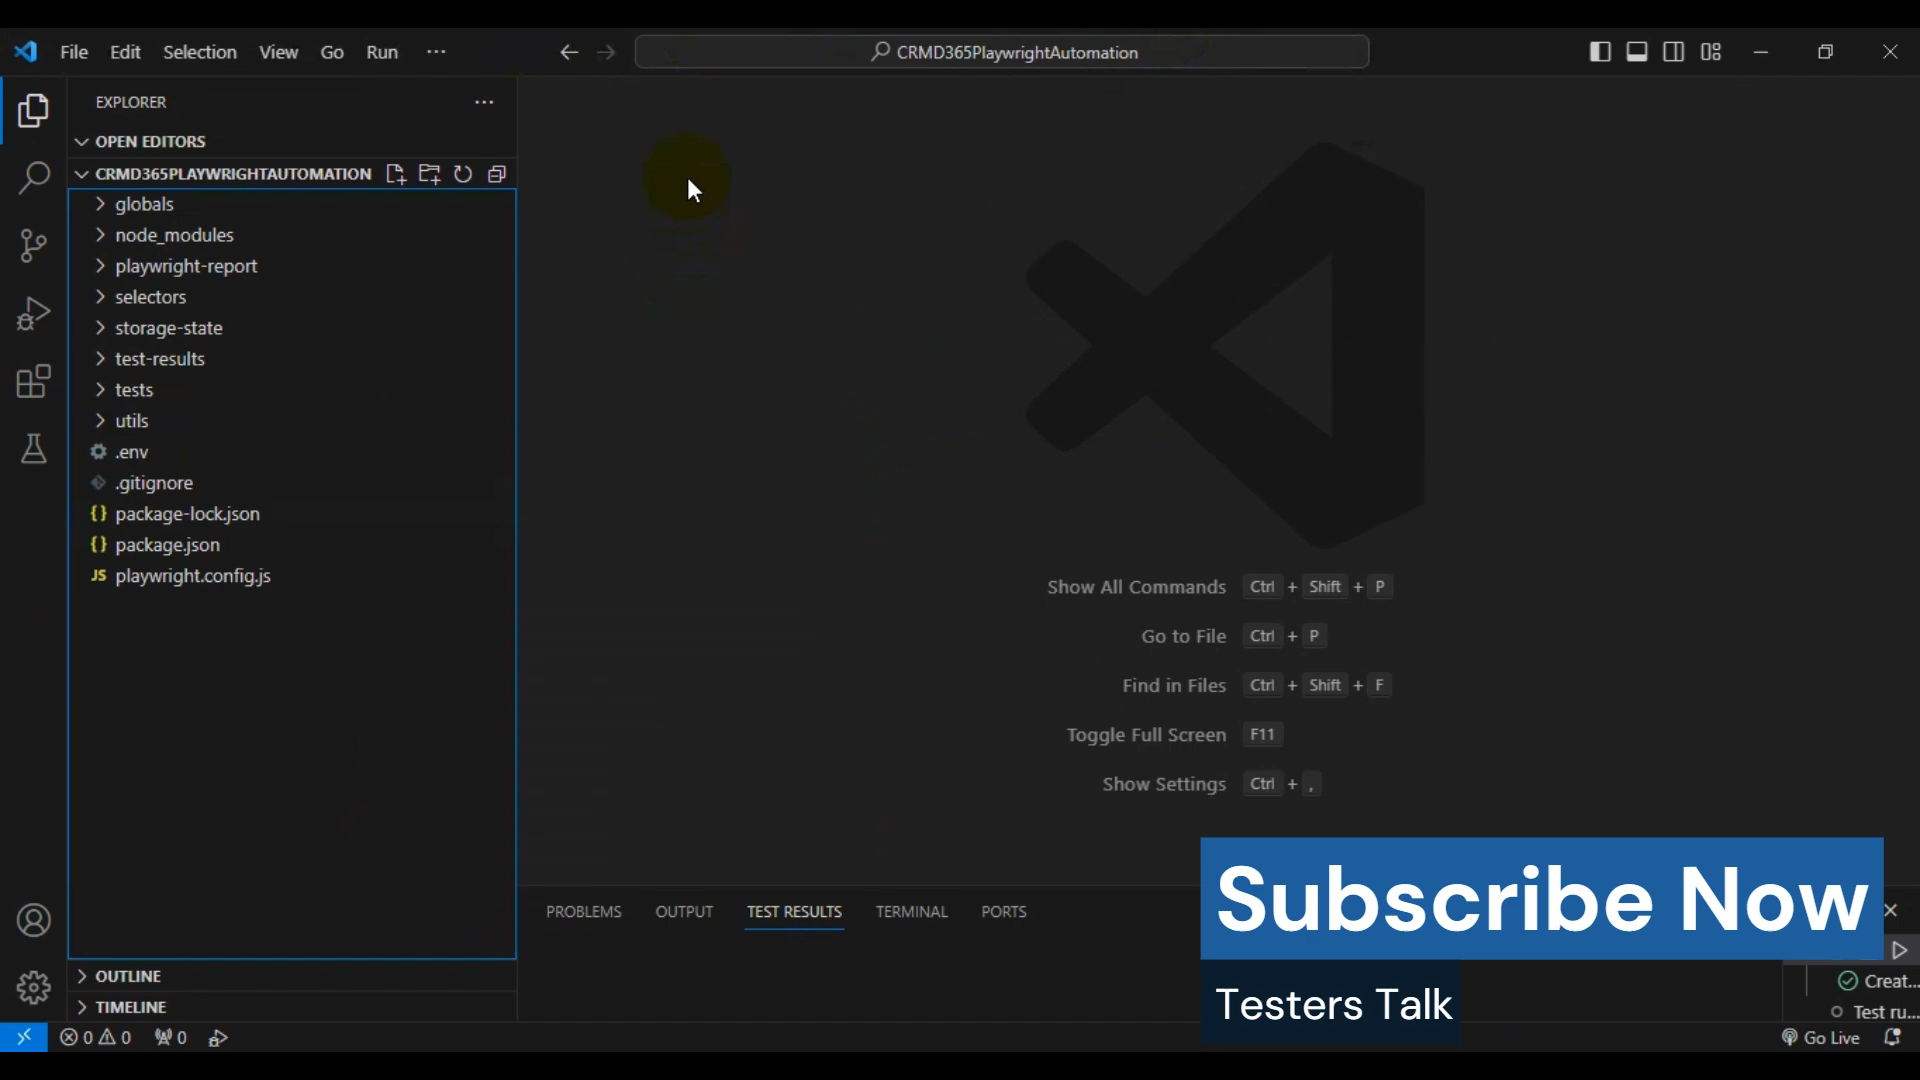 File Edit Selection View Go Run ···
CRMD365PlaywrightAutomation
EXPLORER
OPEN EDITORS
CRMD365PLAYWRIGHTAUTOMATION
globals
node_modules
playwright-report
selectors
storage-state
test-results
tests
utils
.env
.gitignore
{} package-lock.json
{} package.json
JS playwright.config.js
OUTLINE
TIMELINE
Show All Commands Ctrl + Shift + P
Go to File Ctrl + P
Find in Files Ctrl + Shift + F
Toggle Full Screen F11
Show Settings Ctrl + ,
PROBLEMS OUTPUT TEST RESULTS TERMINAL PORTS
Subscribe Now
Testers Talk
Creat...
Test ru...
0 0 0
Go Live